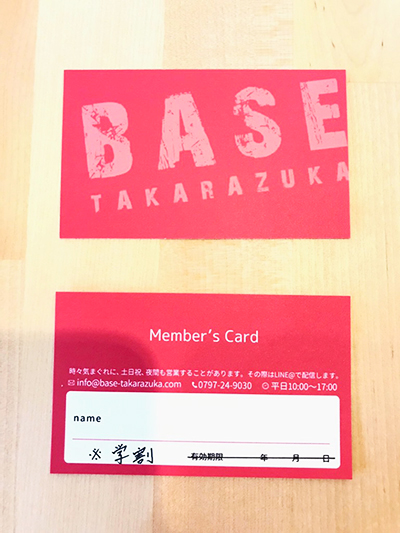 BASE
TAKARAZUKA
Member's Card
時々気まぐれに、土日祝、夜間も営業することがあります。その際はLINE@で配信します。
info@base-takarazuka.com 0797-24-9030 平日10:00〜17:00
name
※ 学割 有効期限 年 月 日